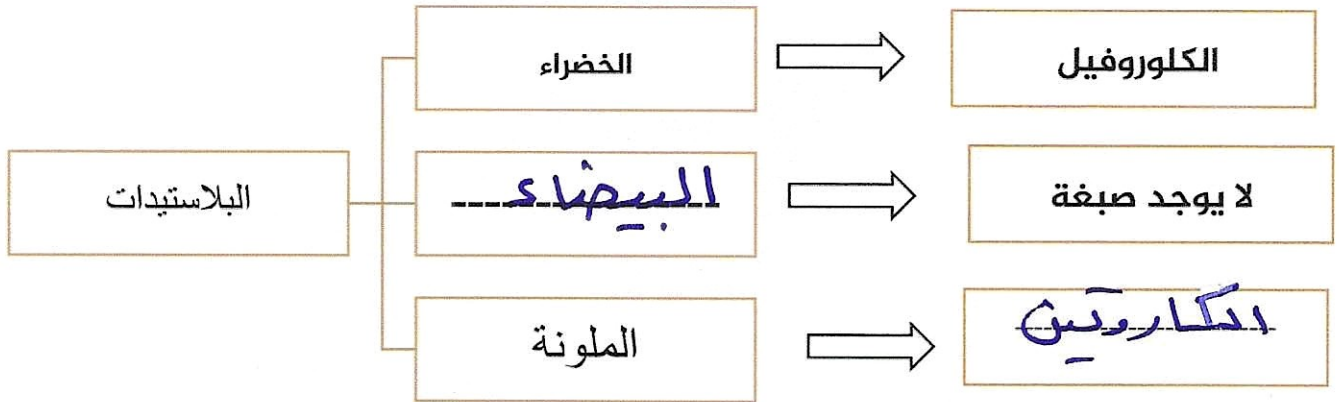 الخضراء
الكلوروفيل
البلاستيدات
البيضاء
لا يوجد صبغة
الملونة
الكاروتين